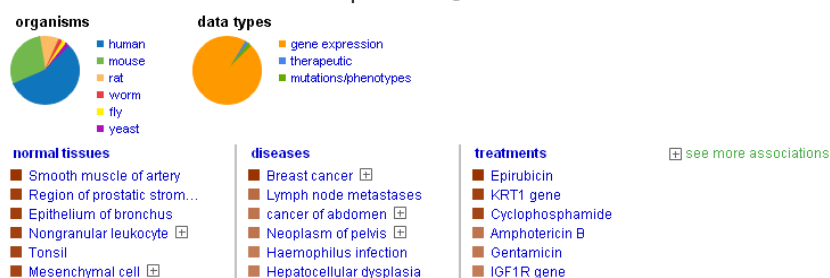 organisms
human
mouse
rat
worm
fly
yeast
data types
gene expression
therapeutic
mutations/phenotypes
normal tissues
Smooth muscle of artery
Region of prostatic strom...
Epithelium of bronchus
Nongranular leukocyte
Tonsil
Mesenchymal cell
diseases
Breast cancer
Lymph node metastases
cancer of abdomen
Neoplasm of pelvis
Haemophilus infection
Hepatocellular dysplasia
treatments
Epirubicin
KRT1 gene
Cyclophosphamide
Amphotericin B
Gentamicin
IGF1R gene
see more associations